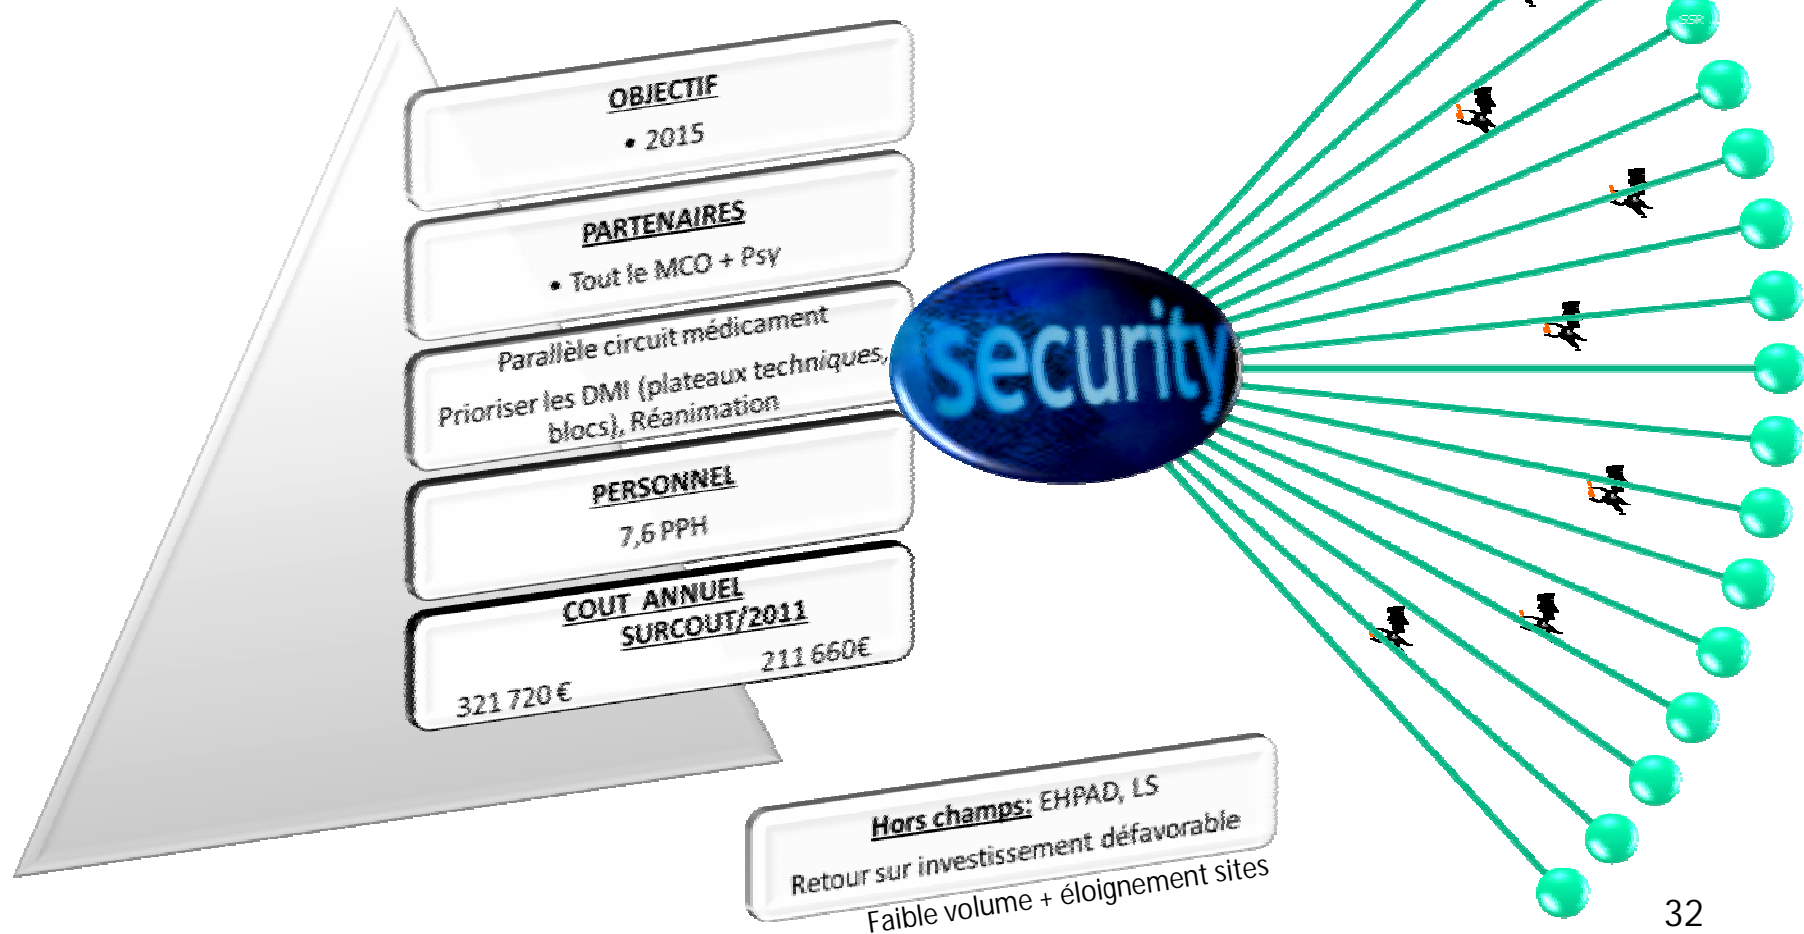 OBJECTIF
• 2015
PARTENAIRES
• Tout le MCO + Psy
Parallèle circuit médicament
Prioriser les DMI (plateaux techniques,
blocs), Réanimation
PERSONNEL
7,6 PPH
COUT ANNUEL
SURCOUT/2011
211 660€
321 720 €
security
SSR
Hors champs: EHPAD, LS
Retour sur investissement défavorable
Faible volume + éloignement sites
32